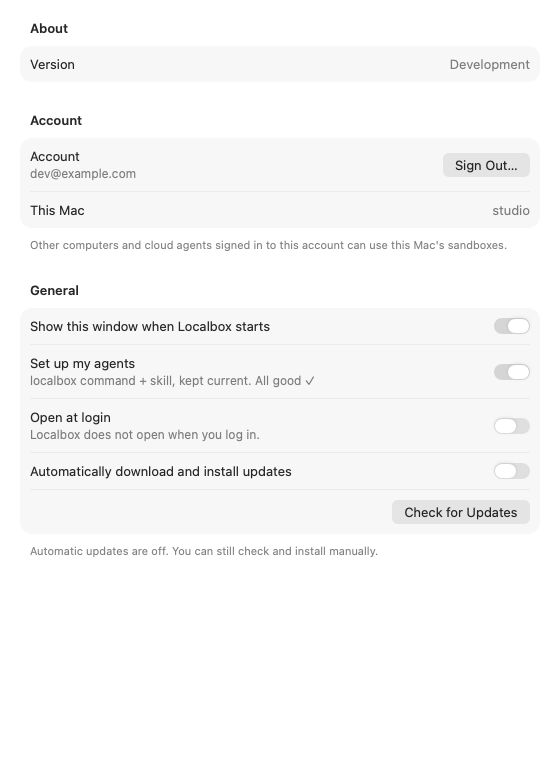 About
Version
Development
Account
Account
dev@example.com
Sign Out...
This Mac
studio
Other computers and cloud agents signed in to this account can use this Mac's sandboxes.
General
Show this window when Localbox starts
Set up my agents
localbox command + skill, kept current. All good ✓
Open at login
Localbox does not open when you log in.
Automatically download and install updates
Check for Updates
Automatic updates are off. You can still check and install manually.